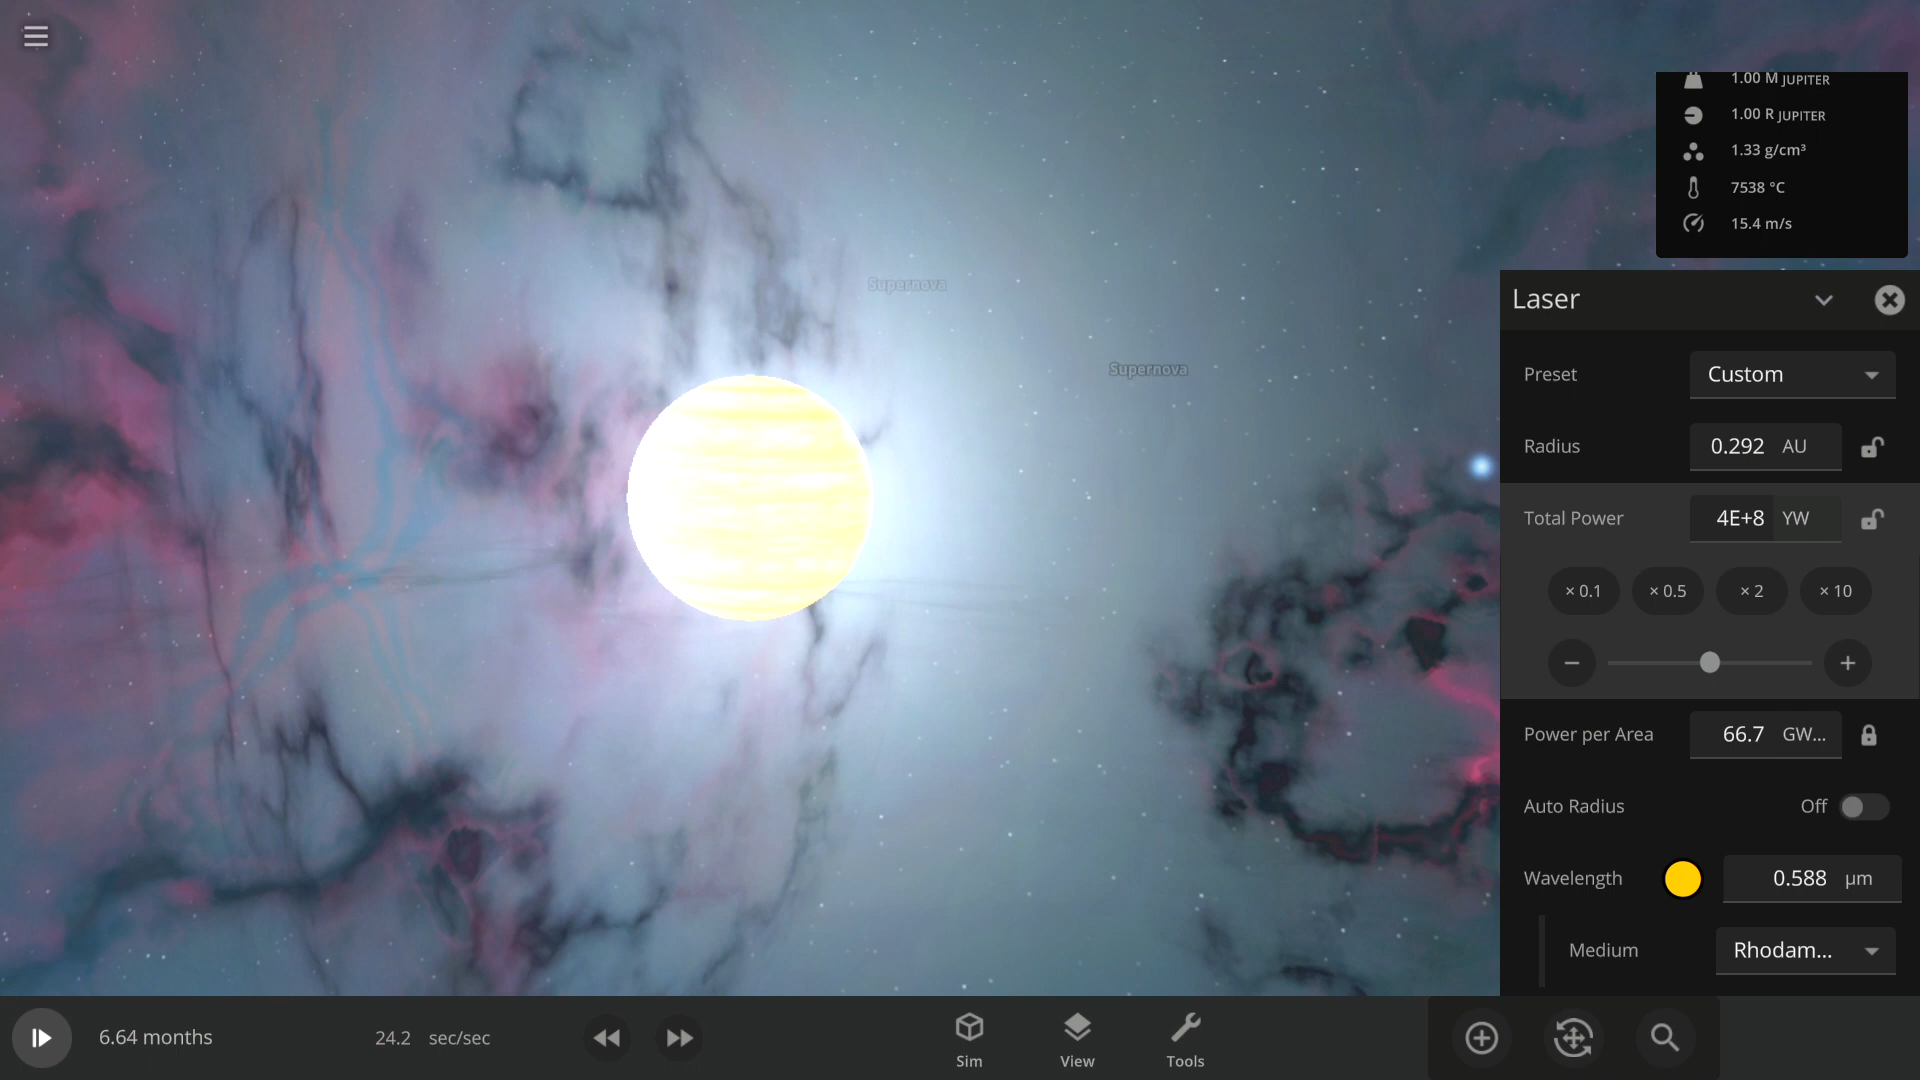 1.00 M JUPITER
1.00 R JUPITER
1.33 g/cm³
7538 °C
15.4 m/s
Supernova
Supernova
Laser
Preset Custom
Radius 0.292 AU
Total Power 4E+8 YW
× 0.1 × 0.5 × 2 × 10
Power per Area 66.7 GW...
Auto Radius Off
Wavelength 0.588 µm
Medium Rhodam...
6.64 months 24.2 sec/sec
Sim View Tools